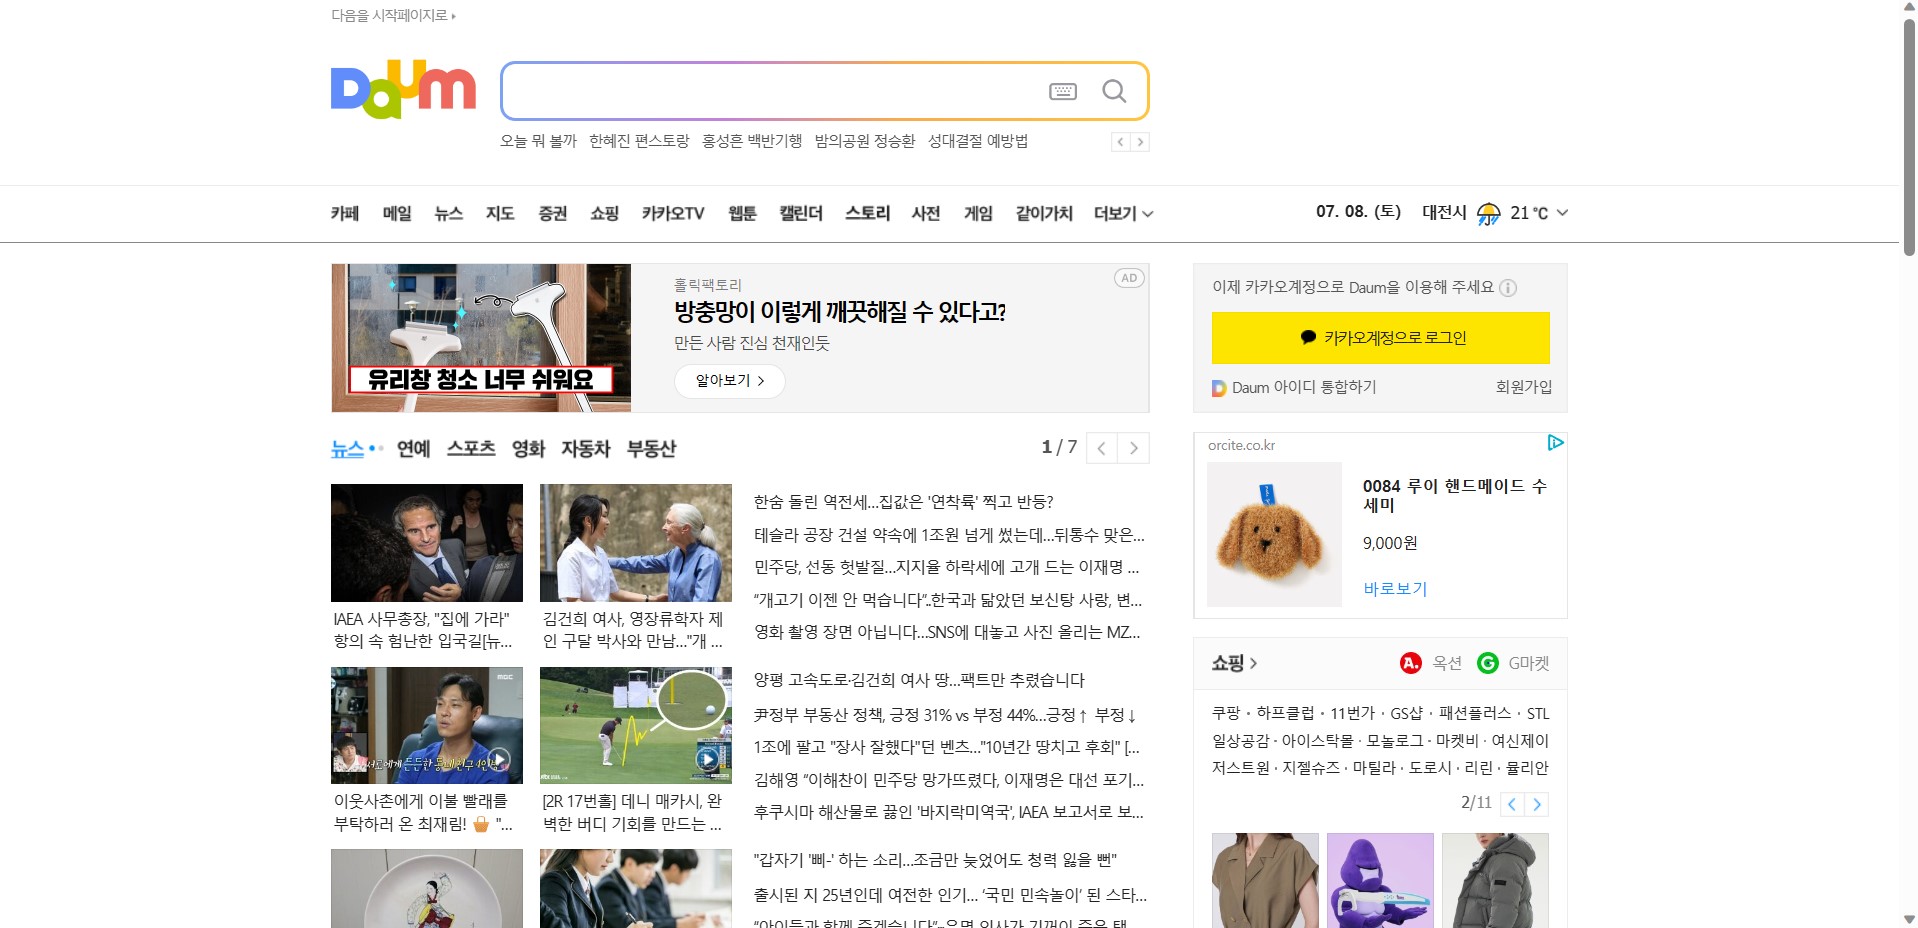 다음을 시작페이지로
Daum
오늘 뭐 볼까 한혜진 편스토랑 홍성훈 백반기행 밤의공원 정승환 성대결절 예방법
카페 메일 뉴스 지도 증권 쇼핑 카카오TV 웹툰 캘린더 스토리 사전 게임 같이가치 더보기
07. 08. (토) 대전시 21℃
홀릭팩토리
AD
방충망이 이렇게 깨끗해질 수 있다고?
만든 사람 진심 천재인듯
알아보기
유리창 청소 너무 쉬워요
이제 카카오계정으로 Daum을 이용해 주세요
카카오계정으로 로그인
Daum 아이디 통합하기 회원가입
뉴스 연예 스포츠 영화 자동차 부동산
1 / 7
IAEA 사무총장, "집에 가라"
항의 속 험난한 입국길[뉴...
김건희 여사, 영장류학자 제
인 구달 박사와 만남..."개 ...
mbc
이웃사촌에게 이불 빨래를
부탁하러 온 최재림! 🧺 "...
[2R 17번홀] 데니 매카시, 완
벽한 버디 기회를 만드는 ...
한숨 돌린 역전세...집값은 '연착륙' 찍고 반등?
테슬라 공장 건설 약속에 1조원 넘게 썼는데...뒤통수 맞은...
민주당, 선동 헛발질...지지율 하락세에 고개 드는 이재명 ...
"개고기 이젠 안 먹습니다"..한국과 닮았던 보신탕 사랑, 변...
영화 촬영 장면 아닙니다...SNS에 대놓고 사진 올리는 MZ...
양평 고속도로·김건희 여사 땅...팩트만 추렸습니다
尹정부 부동산 정책, 긍정 31% vs 부정 44%...긍정↑ 부정↓
1조에 팔고 "장사 잘했다"던 벤츠..."10년간 땅치고 후회" [...
김해영 "이해찬이 민주당 망가뜨렸다, 이재명은 대선 포기...
후쿠시마 해산물로 끓인 '바지락미역국', IAEA 보고서로 보...
"갑자기 '삐-' 하는 소리...조금만 늦었어도 청력 잃을 뻔"
출시된 지 25년인데 여전한 인기... '국민 민속놀이' 된 스타...
orcite.co.kr
0084 루이 핸드메이드 수
세미
9,000원
바로보기
쇼핑 A. 옥션 G G마켓
쿠팡 · 하프클럽 · 11번가 · GS샵 · 패션플러스 · STL
일상공감 · 아이스탁몰 · 모놀로그 · 마켓비 · 여신제이
저스트원 · 지젤슈즈 · 마틸라 · 도로시 · 리린 · 율리안
2/11